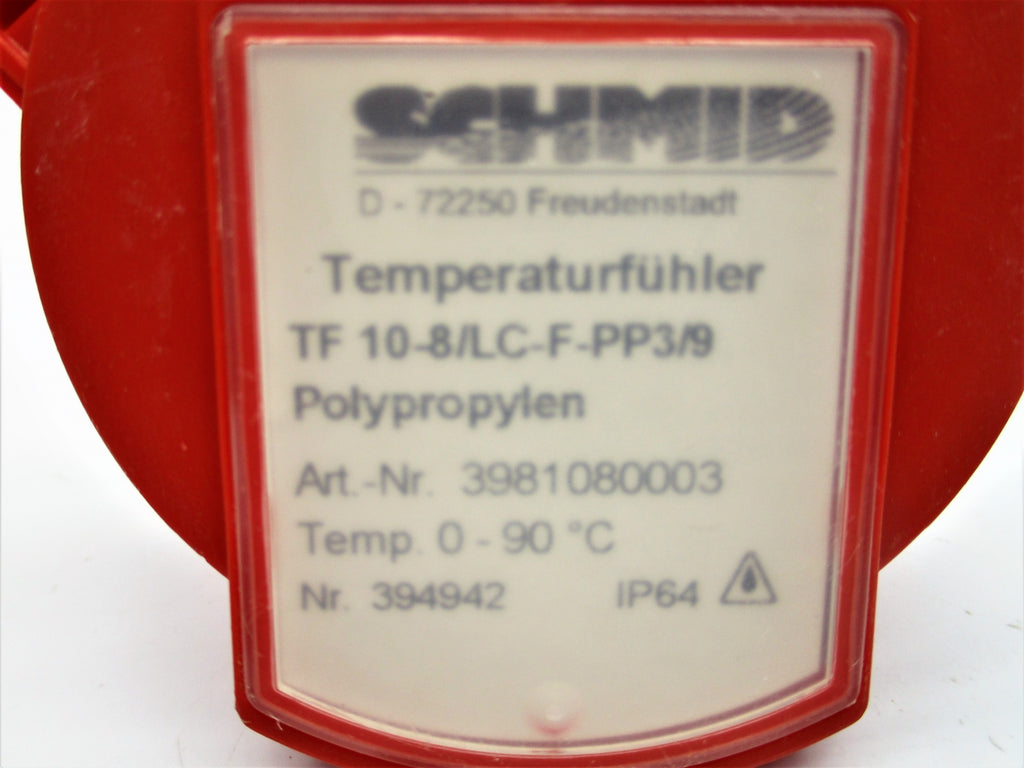 SCHMID
D - 72250 Freudenstadt
Temperaturfühler
TF 10-8/LC-F-PP3/9
Polypropylen
Art.-Nr. 3981080003
Temp. 0 - 90 °C
Nr. 394942 IP64